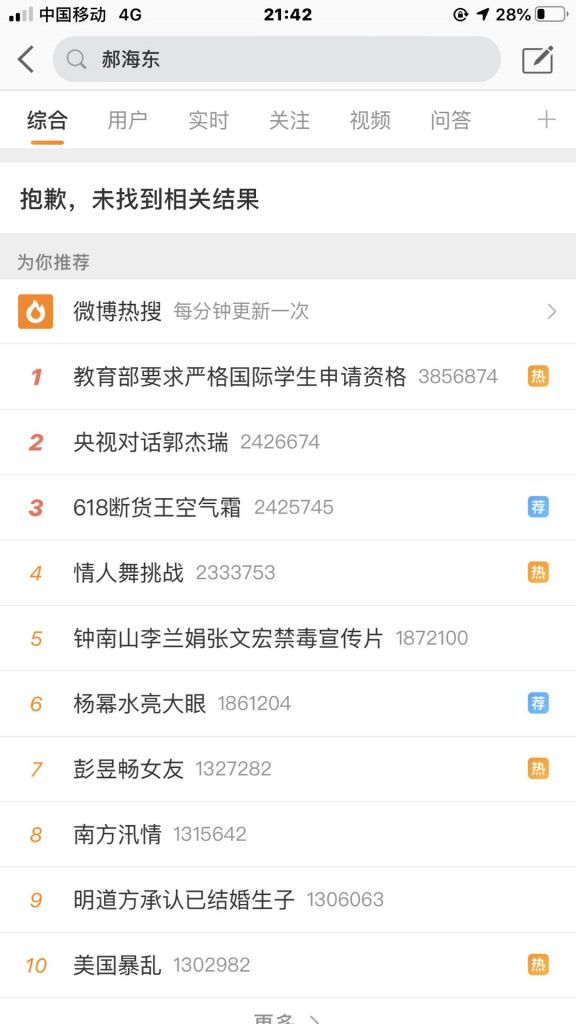 中国移动 4G 21:42 28%
郝海东
综合 用户 实时 关注 视频 问答
抱歉，未找到相关结果
为你推荐
微博热搜 每分钟更新一次
1 教育部要求严格国际学生申请资格 3856874 热
2 央视对话郭杰瑞 2426674
3 618断货王空气霜 2425745 荐
4 情人舞挑战 2333753 热
5 钟南山李兰娟张文宏禁毒宣传片 1872100
6 杨幂水亮大眼 1861204 荐
7 彭昱畅女友 1327282 热
8 南方汛情 1315642
9 明道方承认已结婚生子 1306063
10 美国暴乱 1302982 热
更多